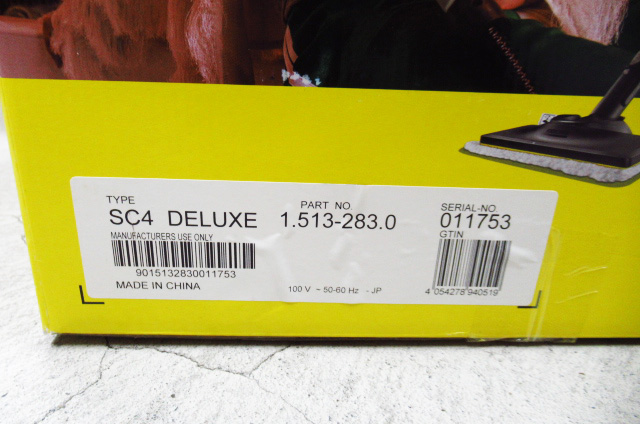 TYPE PART NO. SERIAL-NO.
SC4 DELUXE 1.513-283.0 011753
MANUFACTURERS USE ONLY GTIN
9015132830011753 4 054278 940519
MADE IN CHINA 100 V ~ 50-60 Hz - JP